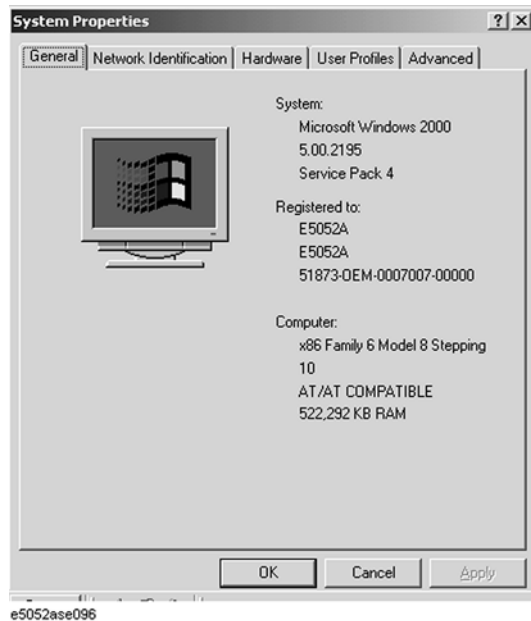 System Properties
General Network Identification Hardware User Profiles Advanced
System:
Microsoft Windows 2000
5.00.2195
Service Pack 4
Registered to:
E5052A
E5052A
51873-OEM-0007007-00000
Computer:
x86 Family 6 Model 8 Stepping
10
AT/AT COMPATIBLE
522,292 KB RAM
OK Cancel Apply
e5052ase096